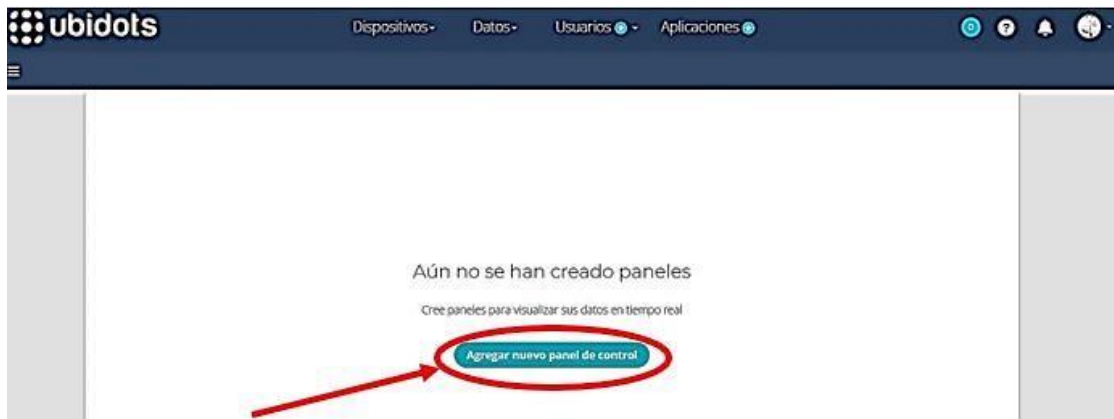 ubidots
Dispositivos Datos Usuarios Aplicaciones
Aún no se han creado paneles
Cree paneles para visualizar sus datos en tiempo real
Agregar nuevo panel de control